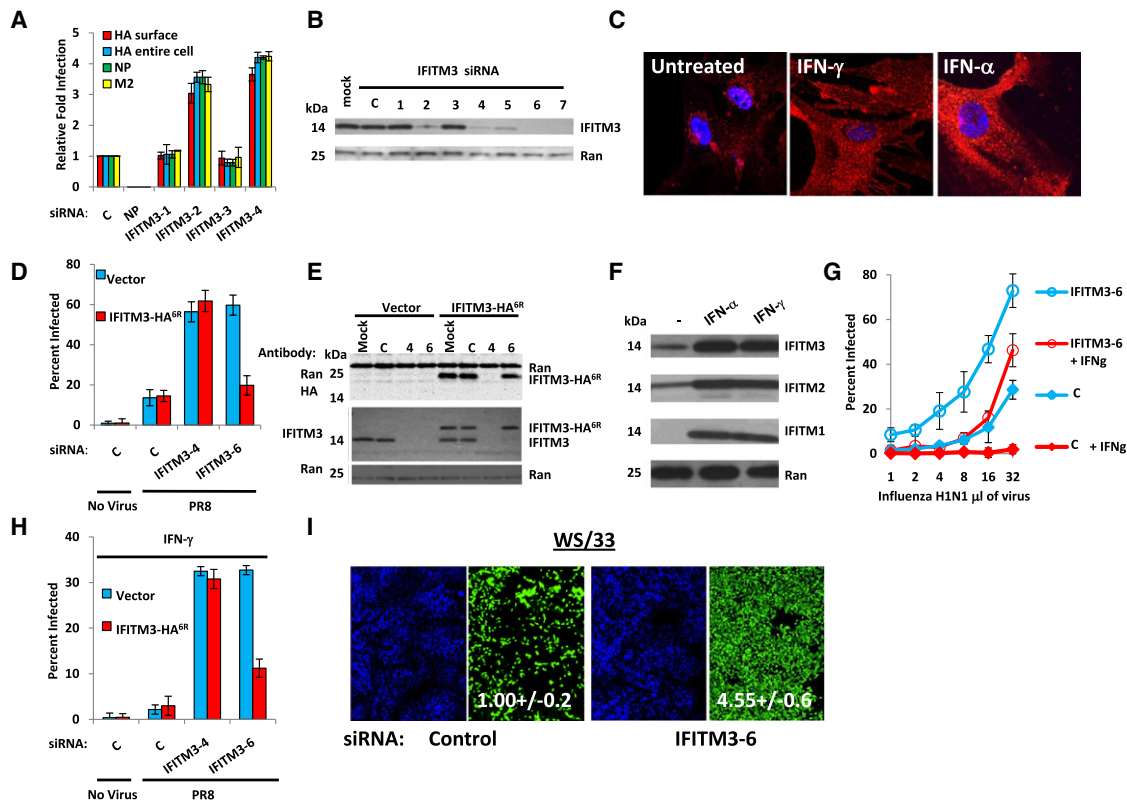 A
5
4
3
2
1
0
Relative Fold Infection
HA surface
HA entire cell
NP
M2
siRNA:
C
NP
IFITM3-1
IFITM3-2
IFITM3-3
IFITM3-4
B
IFITM3 siRNA
kDa
mock
C 1 2 3 4 5 6 7
14
IFITM3
25
Ran
C
Untreated
IFN-γ
IFN-α
D
80
60
40
20
0
Percent Infected
Vector
IFITM3-HA6R
siRNA:
C
C
IFITM3-4
IFITM3-6
No Virus
PR8
E
Vector
IFITM3-HA6R
Mock
C 4 6
Mock
C 4 6
Antibody:
kDa
Ran
HA
25
14
Ran
IFITM3-HA6R
IFITM3
14
IFITM3-HA6R
IFITM3
Ran
25
Ran
F
kDa
-
IFN-α
IFN-γ
14
IFITM3
14
IFITM2
14
IFITM1
25
Ran
G
80
60
40
20
0
Percent Infected
1 2 4 8 16 32
Influenza H1N1 μl of virus
IFITM3-6
IFITM3-6
+ IFNg
C
C + IFNg
H
IFN-γ
40
30
20
10
0
Percent Infected
Vector
IFITM3-HA6R
siRNA:
C
C
IFITM3-4
IFITM3-6
No Virus
PR8
I
WS/33
1.00+/-0.2
4.55+/-0.6
siRNA: Control
IFITM3-6